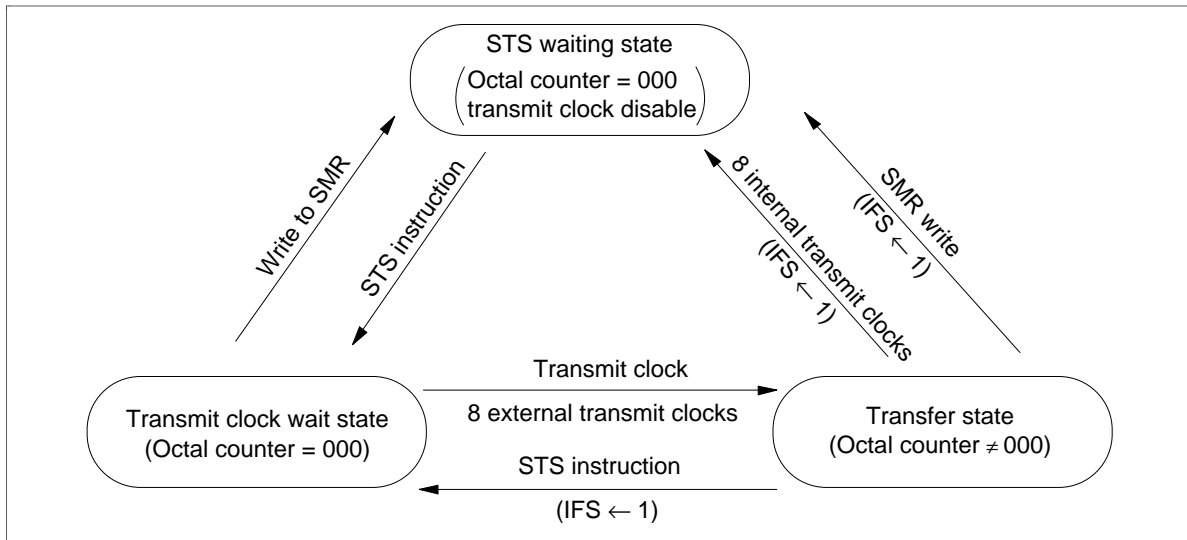 STS waiting state
Octal counter = 000
transmit clock disable
Write to SMR
STS instruction
8 internal transmit clocks
(IFS ← 1)
SMR write
(IFS ← 1)
Transmit clock wait state
(Octal counter = 000)
Transmit clock
8 external transmit clocks
STS instruction
(IFS ← 1)
Transfer state
(Octal counter ≠ 000)